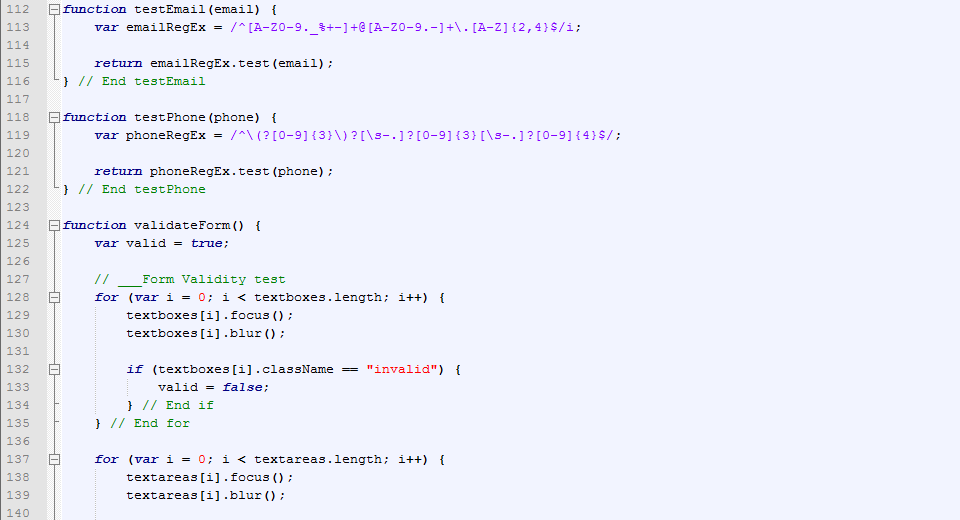 112 function testEmail(email) {
113     var emailRegEx = /^[A-Z0-9._%+-]+@[A-Z0-9.-]+\.[A-Z]{2,4}$/i;
114
115     return emailRegEx.test(email);
116 } // End testEmail
117
118 function testPhone(phone) {
119     var phoneRegEx = /^\(?[0-9]{3}\)?[\s-.]?[0-9]{3}[\s-.]?[0-9]{4}$/;
120
121     return phoneRegEx.test(phone);
122 } // End testPhone
123
124 function validateForm() {
125     var valid = true;
126
127     // ___Form Validity test
128     for (var i = 0; i < textboxes.length; i++) {
129         textboxes[i].focus();
130         textboxes[i].blur();
131
132         if (textboxes[i].className == "invalid") {
133             valid = false;
134         } // End if
135     } // End for
136
137     for (var i = 0; i < textareas.length; i++) {
138         textareas[i].focus();
139         textareas[i].blur();
140